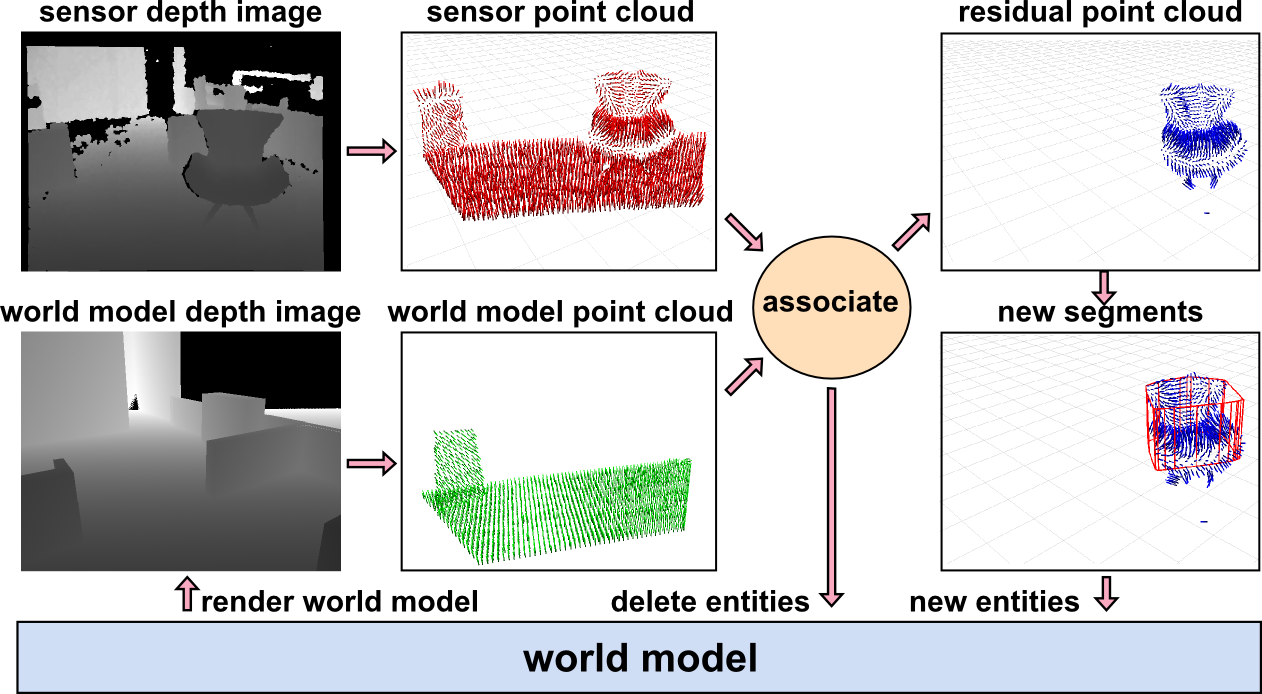 sensor depth image
sensor point cloud
residual point cloud
associate
world model depth image
world model point cloud
new segments
render world model
delete entities
new entities
world model